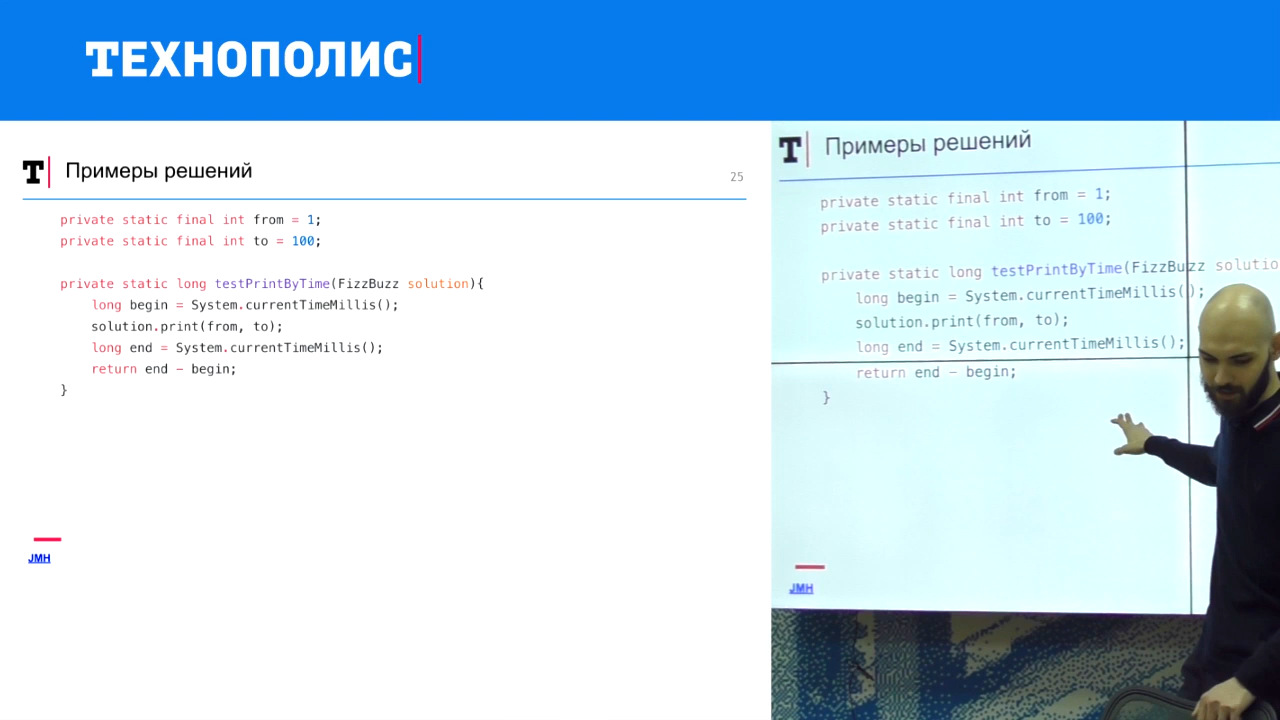 ТЕХНОПОЛИС
Т Примеры решений
25
private static final int from = 1;
private static final int to = 100;
private static long testPrintByTime(FizzBuzz solution){
long begin = System.currentTimeMillis();
solution.print(from, to);
long end = System.currentTimeMillis();
return end - begin;
}
JMH
Т Примеры решений
private static final int from = 1;
private static final int to = 100;
private static long testPrintByTime(FizzBuzz solutio
long begin = System.currentTimeMillis();
solution.print(from, to);
long end = System.currentTimeMillis();
return end - begin;
}
JMH